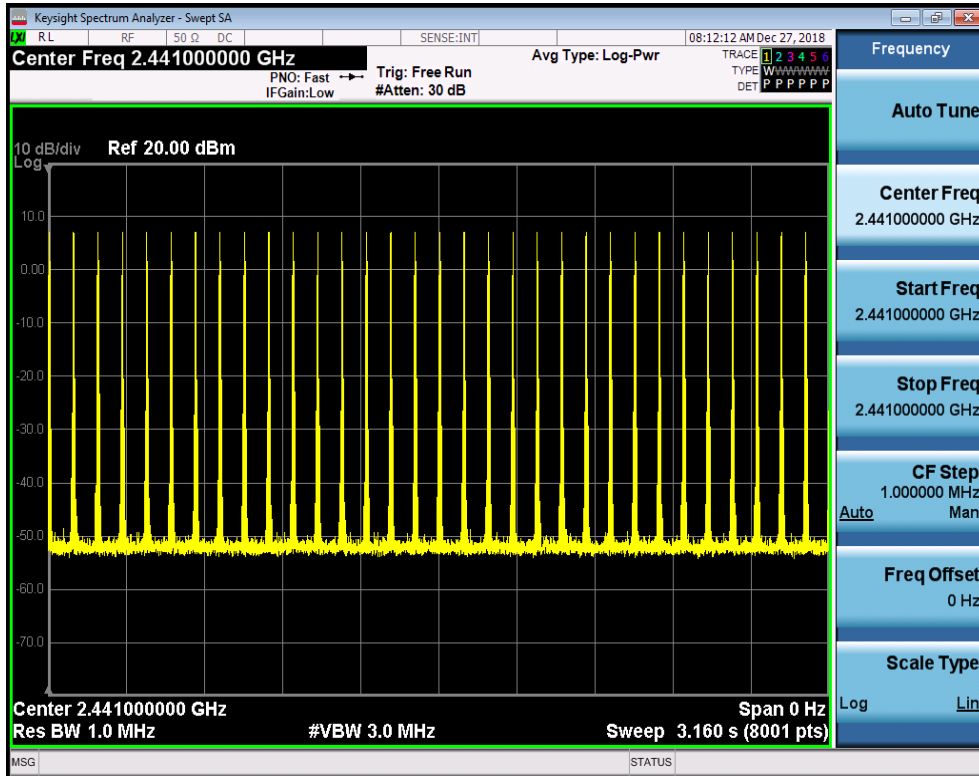 Keysight Spectrum Analyzer - Swept SA
LXI RL RF 50 Ω DC SENSE:INT 08:12:12 AM Dec 27, 2018
Center Freq 2.441000000 GHz
Avg Type: Log-Pwr
TRACE 1 2 3 4 5 6
PNO: Fast Trig: Free Run
TYPE WWWWWWW
IFGain:Low #Atten: 30 dB
DET P P P P P P
10 dB/div Ref 20.00 dBm
Log
10.0
0.00
-10.0
-20.0
-30.0
-40.0
-50.0
-60.0
-70.0
Center 2.441000000 GHz Span 0 Hz
Res BW 1.0 MHz #VBW 3.0 MHz Sweep 3.160 s (8001 pts)
MSG STATUS
Frequency
Auto Tune
Center Freq
2.441000000 GHz
Start Freq
2.441000000 GHz
Stop Freq
2.441000000 GHz
CF Step
1.000000 MHz
Auto Man
Freq Offset
0 Hz
Scale Type
Log Lin